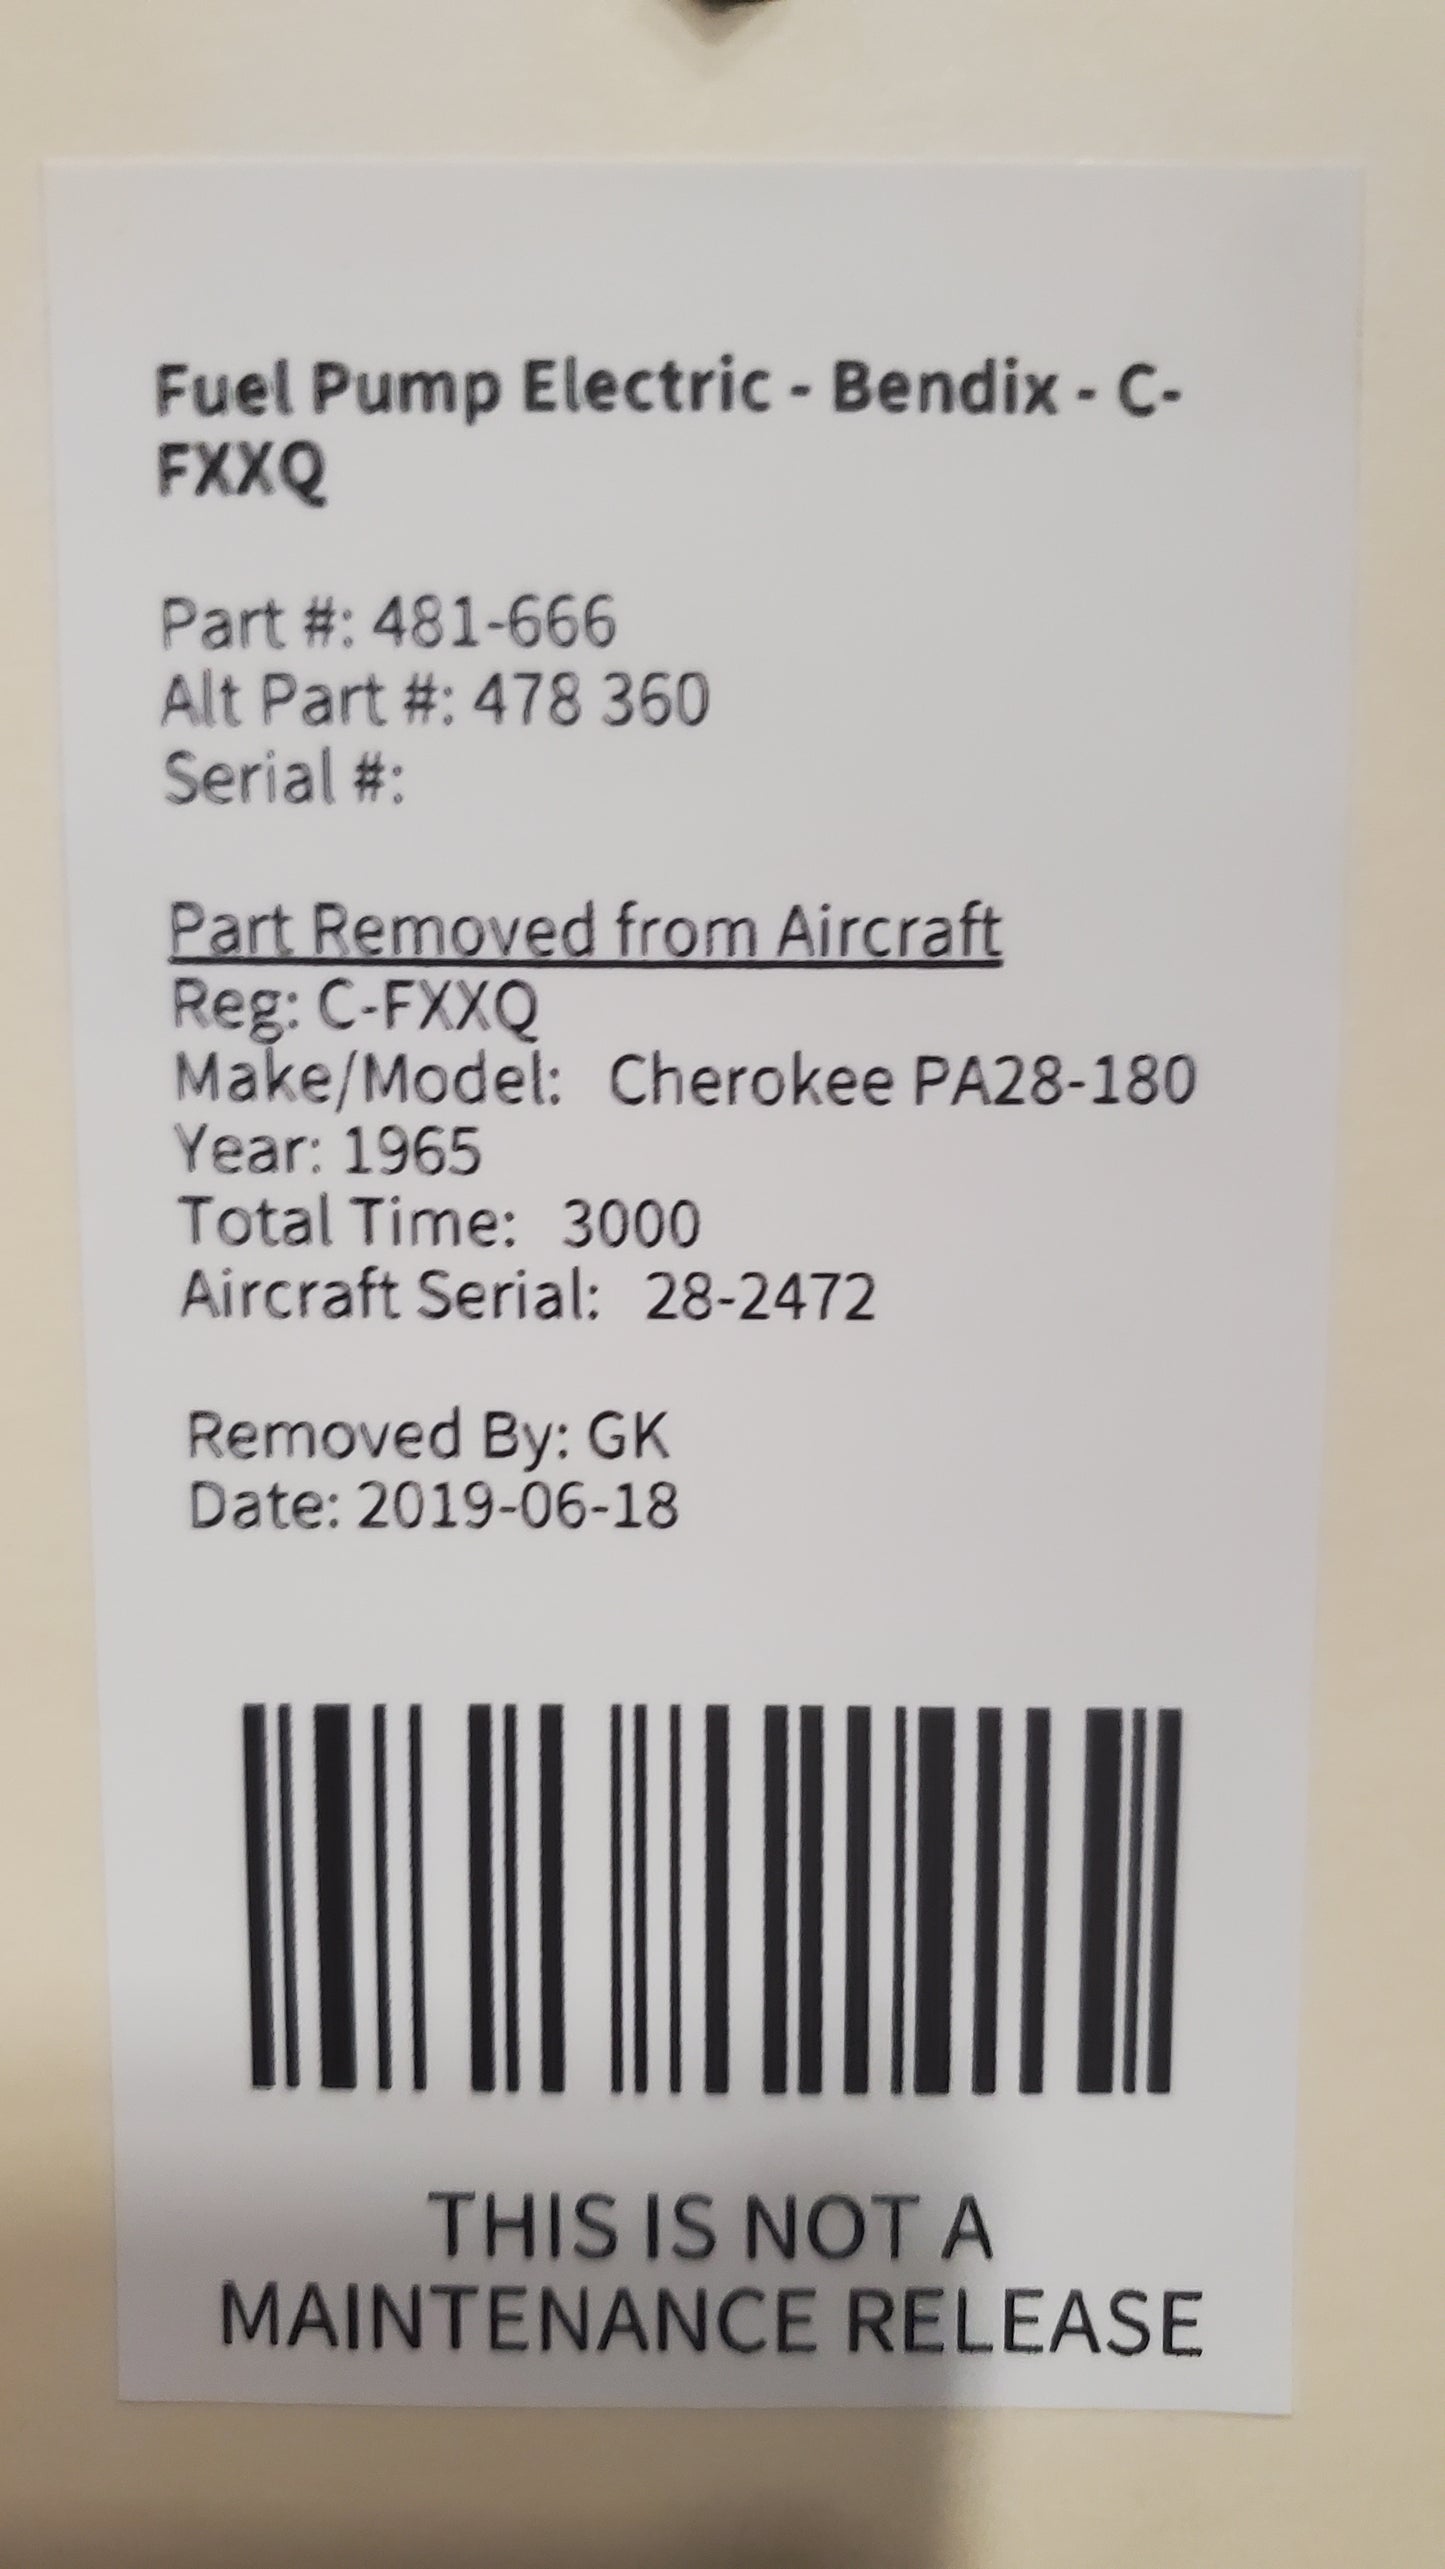 Fuel Pump Electric - Bendix - C-
FXXQ
Part #: 481-666
Alt Part #: 478 360
Serial #:
Part Removed from Aircraft
Reg: C-FXXQ
Make/Model: Cherokee PA28-180
Year: 1965
Total Time: 3000
Aircraft Serial: 28-2472
Removed By: GK
Date: 2019-06-18
THIS IS NOT A
MAINTENANCE RELEASE